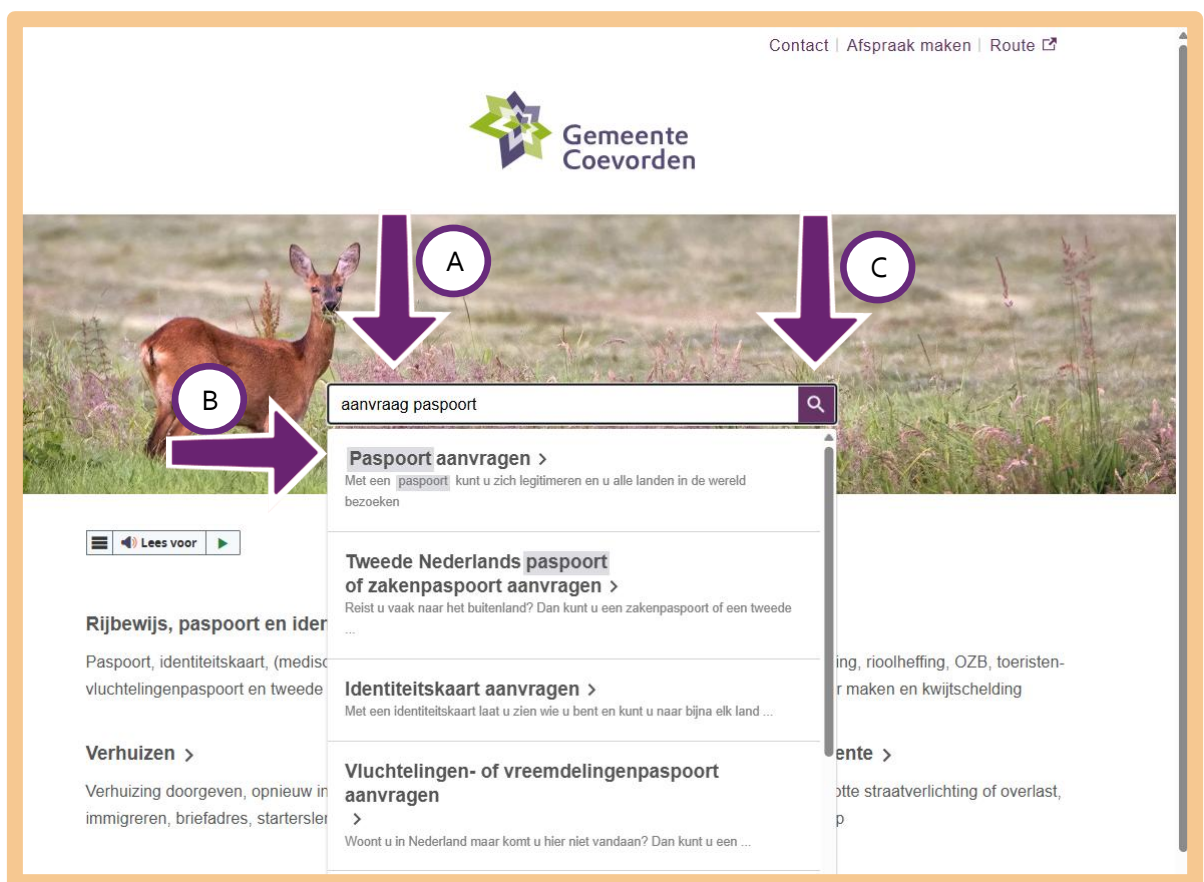 Contact | Afspraak maken | Route
Gemeente
Coevorden
A
C
B
aanvraag paspoort
Paspoort aanvragen >
Met een paspoort kunt u zich legitimeren en u alle landen in de wereld
bezoeken
Tweede Nederlands paspoort
of zakenpaspoort aanvragen >
Reist u vaak naar het buitenland? Dan kunt u een zakenpaspoort of een tweede
...
Identiteitskaart aanvragen >
Met een identiteitskaart laat u zien wie u bent en kunt u naar bijna elk land ...
Vluchtelingen- of vreemdelingenpaspoort
aanvragen
>
Woont u in Nederland maar komt u hier niet vandaan? Dan kunt u een ...
Lees voor
Rijbewijs, paspoort en iden
Paspoort, identiteitskaart, (medisc
vluchtelingenpaspoort en tweede
ing, rioolheffing, OZB, toeristen-
r maken en kwijtschelding
Verhuizen >
Verhuizing doorgeven, opnieuw in
immigreren, briefadres, startersler
ente >
otte straatverlichting of overlast,
p